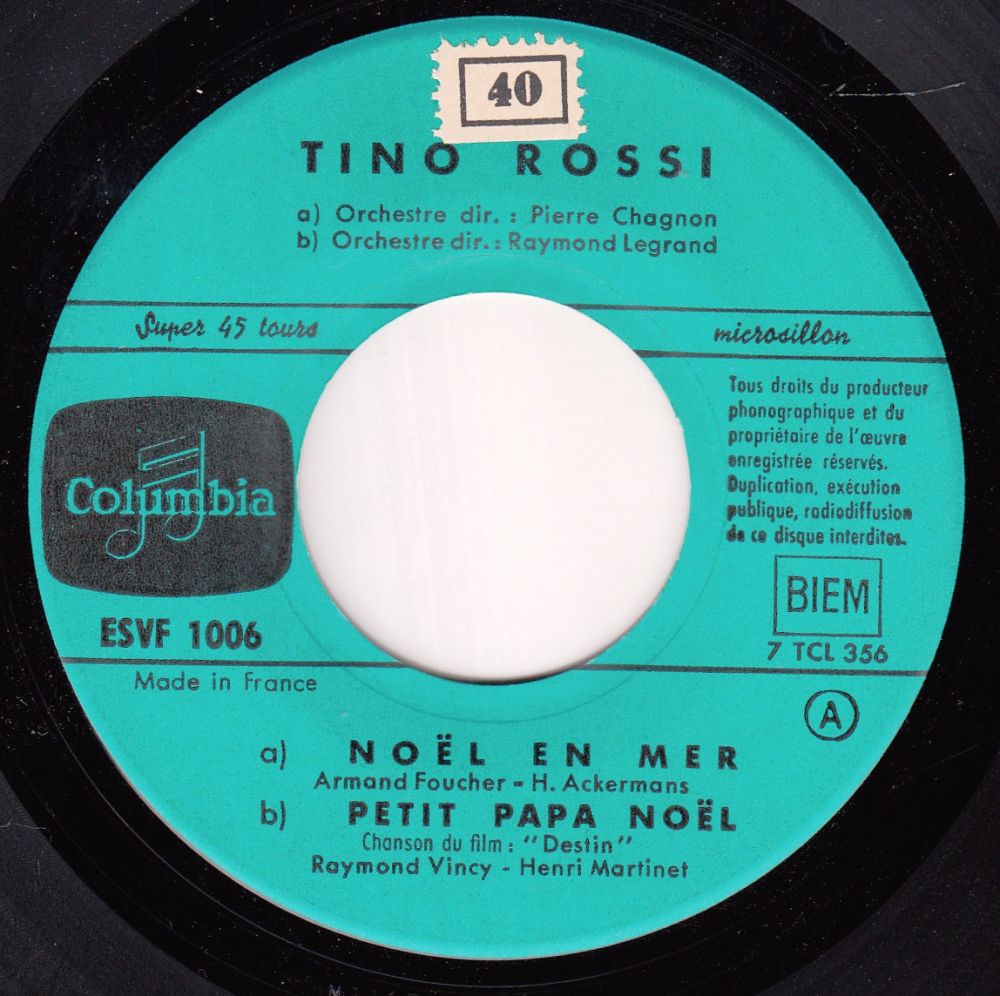 40
TINO ROSSI
a) Orchestre dir. : Pierre Chagnon
b) Orchestre dir. : Raymond Legrand
Super 45 tours
microsillon
Tous droits du producteur
phonographique et du
propriétaire de l'œuvre
enregistrée réservés.
Duplication, exécution
publique, radiodiffusion
de ce disque interdites.
Columbia
BIEM
ESVF 1006
7 TCL 356
Made in France
A
a) NOËL EN MER
Armand Foucher - H. Ackermans
b) PETIT PAPA NOËL
Chanson du film : "Destin"
Raymond Vincy - Henri Martinet